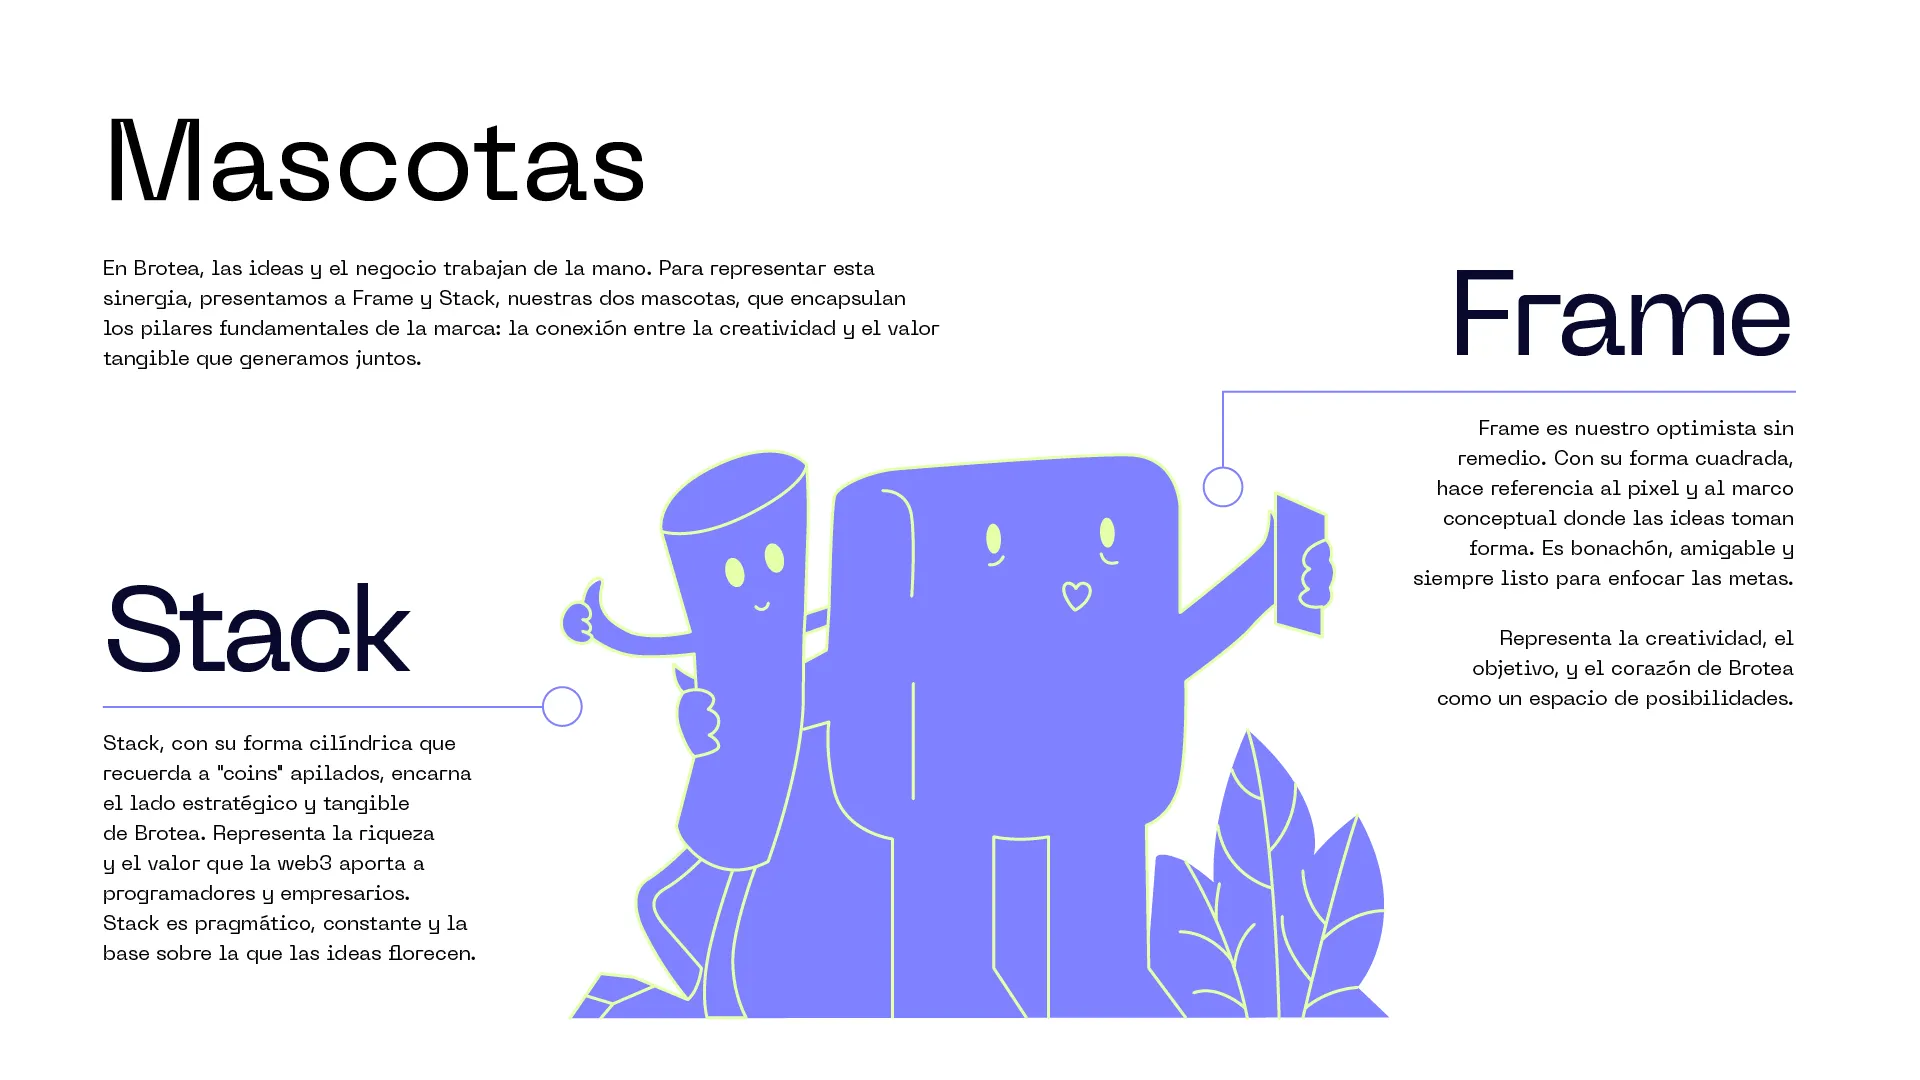 Mascotas
En Brotea, las ideas y el negocio trabajan de la mano. Para representar esta
sinergia, presentamos a Frame y Stack, nuestras dos mascotas, que encapsulan
los pilares fundamentales de la marca: la conexión entre la creatividad y el valor
tangible que generamos juntos.
Frame
Frame es nuestro optimista sin
remedio. Con su forma cuadrada,
hace referencia al pixel y al marco
conceptual donde las ideas toman
forma. Es bonachón, amigable y
siempre listo para enfocar las metas.
Representa la creatividad, el
objetivo, y el corazón de Brotea
como un espacio de posibilidades.
Stack
Stack, con su forma cilíndrica que
recuerda a "coins" apilados, encarna
el lado estratégico y tangible
de Brotea. Representa la riqueza
y el valor que la web3 aporta a
programadores y empresarios.
Stack es pragmático, constante y la
base sobre la que las ideas florecen.